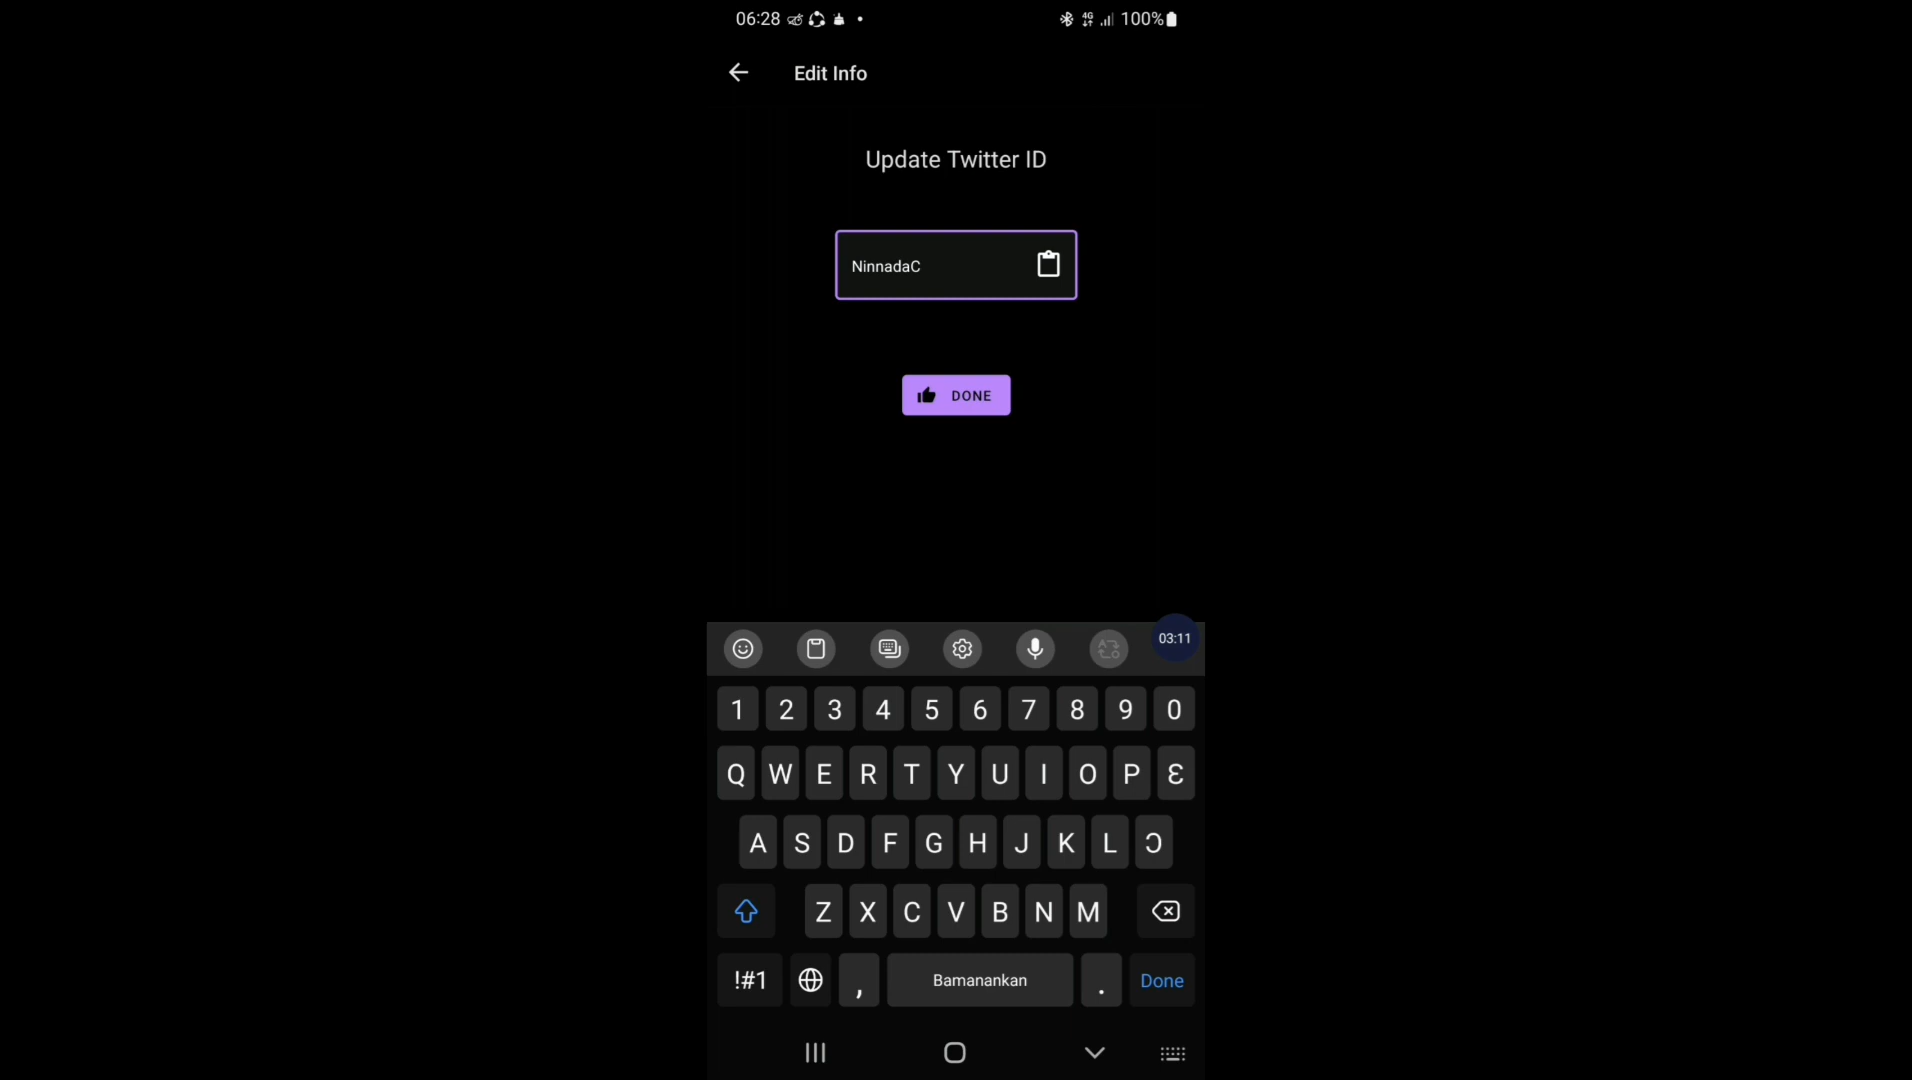 06:28
100%
Edit Info
Update Twitter ID
NinnadaC
DONE
03:11
1 2 3 4 5 6 7 8 9 0
Q W E R T Y U I O P Ɛ
A S D F G H J K L Ɔ
Z X C V B N M
!#1 , Bamanankan . Done